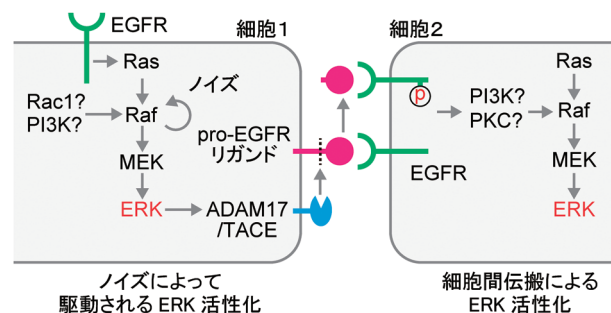 EGFR
細胞1
Ras
ノイズ
Rac1?
PI3K?
Raf
pro-EGFR
リガンド
MEK
ERK
ADAM17
/TACE
ノイズによって
駆動される ERK 活性化
細胞2
p
Ras
PI3K?
PKC?
Raf
EGFR
MEK
ERK
細胞間伝搬による
ERK 活性化